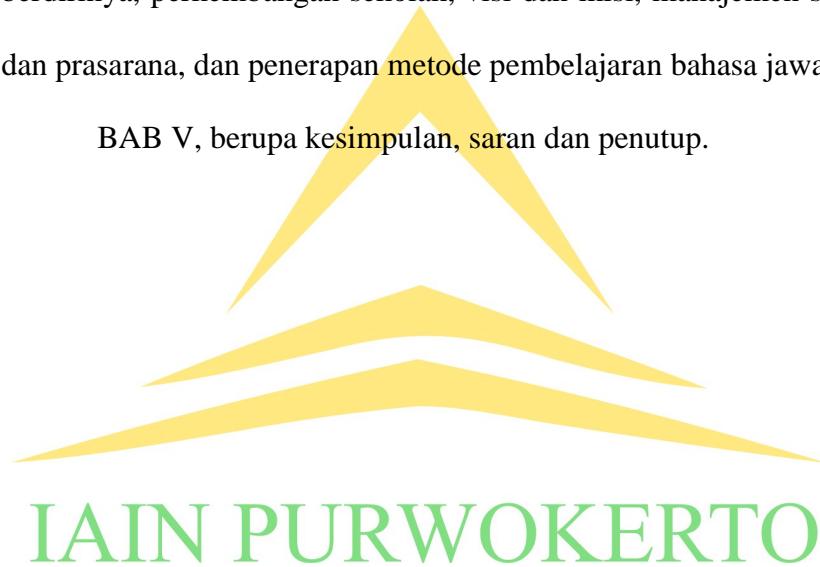 dan prasarana, dan penerapan metode pembelajaran bahasa jawa
BAB V, berupa kesimpulan, saran dan penutup.
IAIN PURWOKERTO